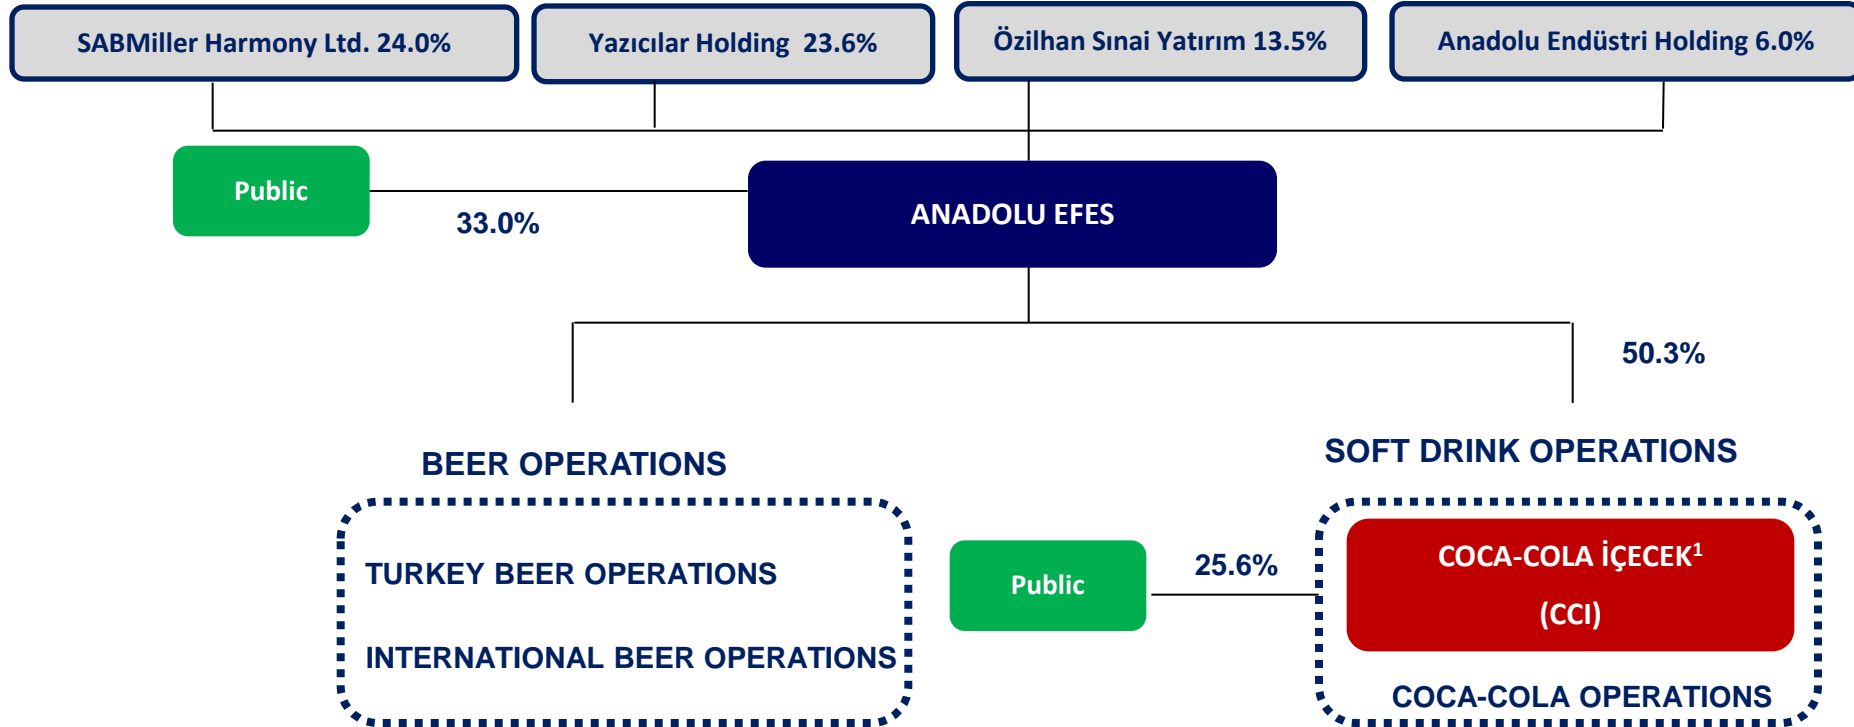 SABMiller Harmony Ltd. 24.0%
Yazıcılar Holding 23.6%
Özilhan Sınai Yatırım 13.5%
Anadolu Endüstri Holding 6.0%
Public
33.0%
ANADOLU EFES
50.3%
BEER OPERATIONS
TURKEY BEER OPERATIONS
INTERNATIONAL BEER OPERATIONS
SOFT DRINK OPERATIONS
Public
25.6%
COCA-COLA İÇECEK¹
(CCI)
COCA-COLA OPERATIONS